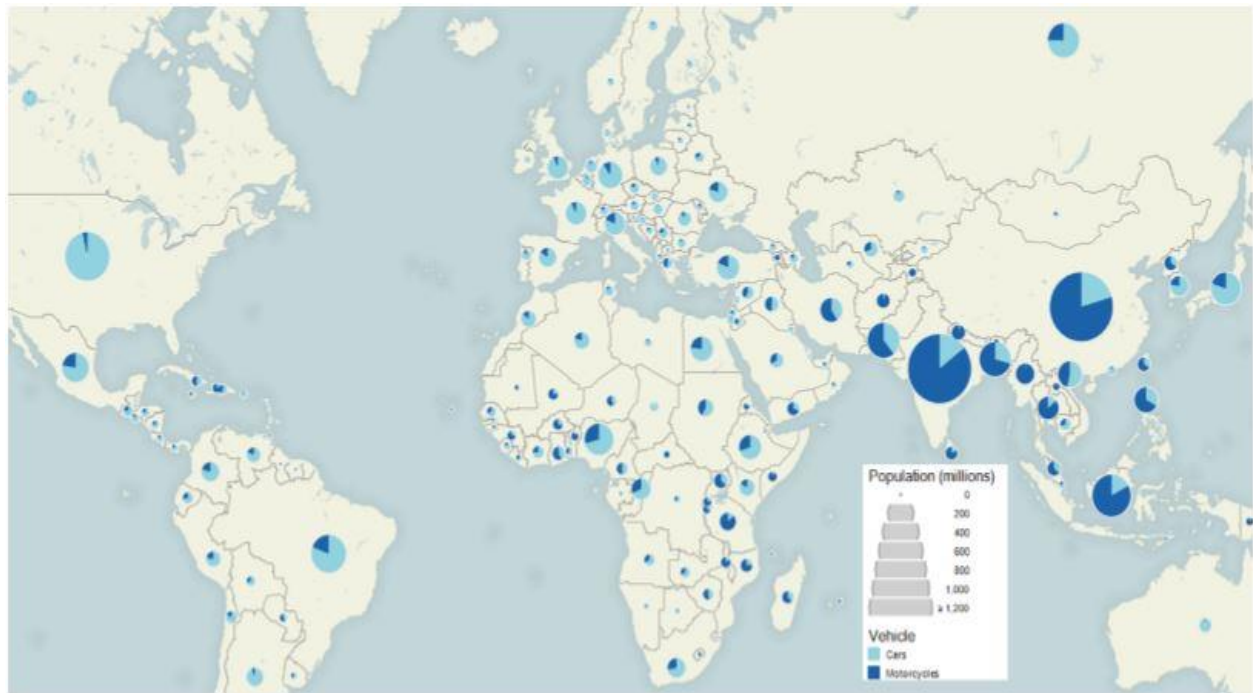 Population (millions)
0
200
400
600
800
1,000
≥ 1,200
Vehicle
Cars
Motorcycles